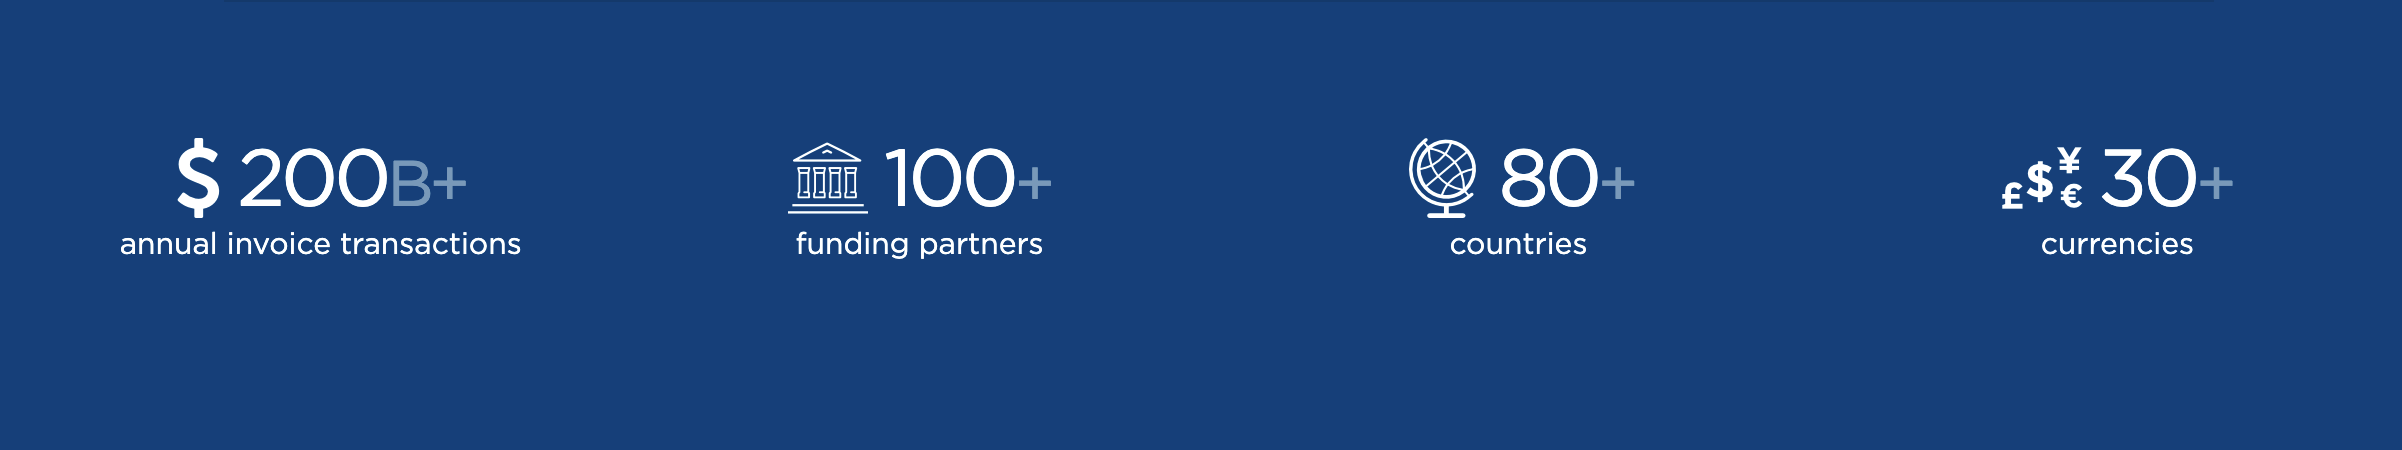 $ 200B+
annual invoice transactions
100+
funding partners
80+
countries
£$¥€ 30+
currencies